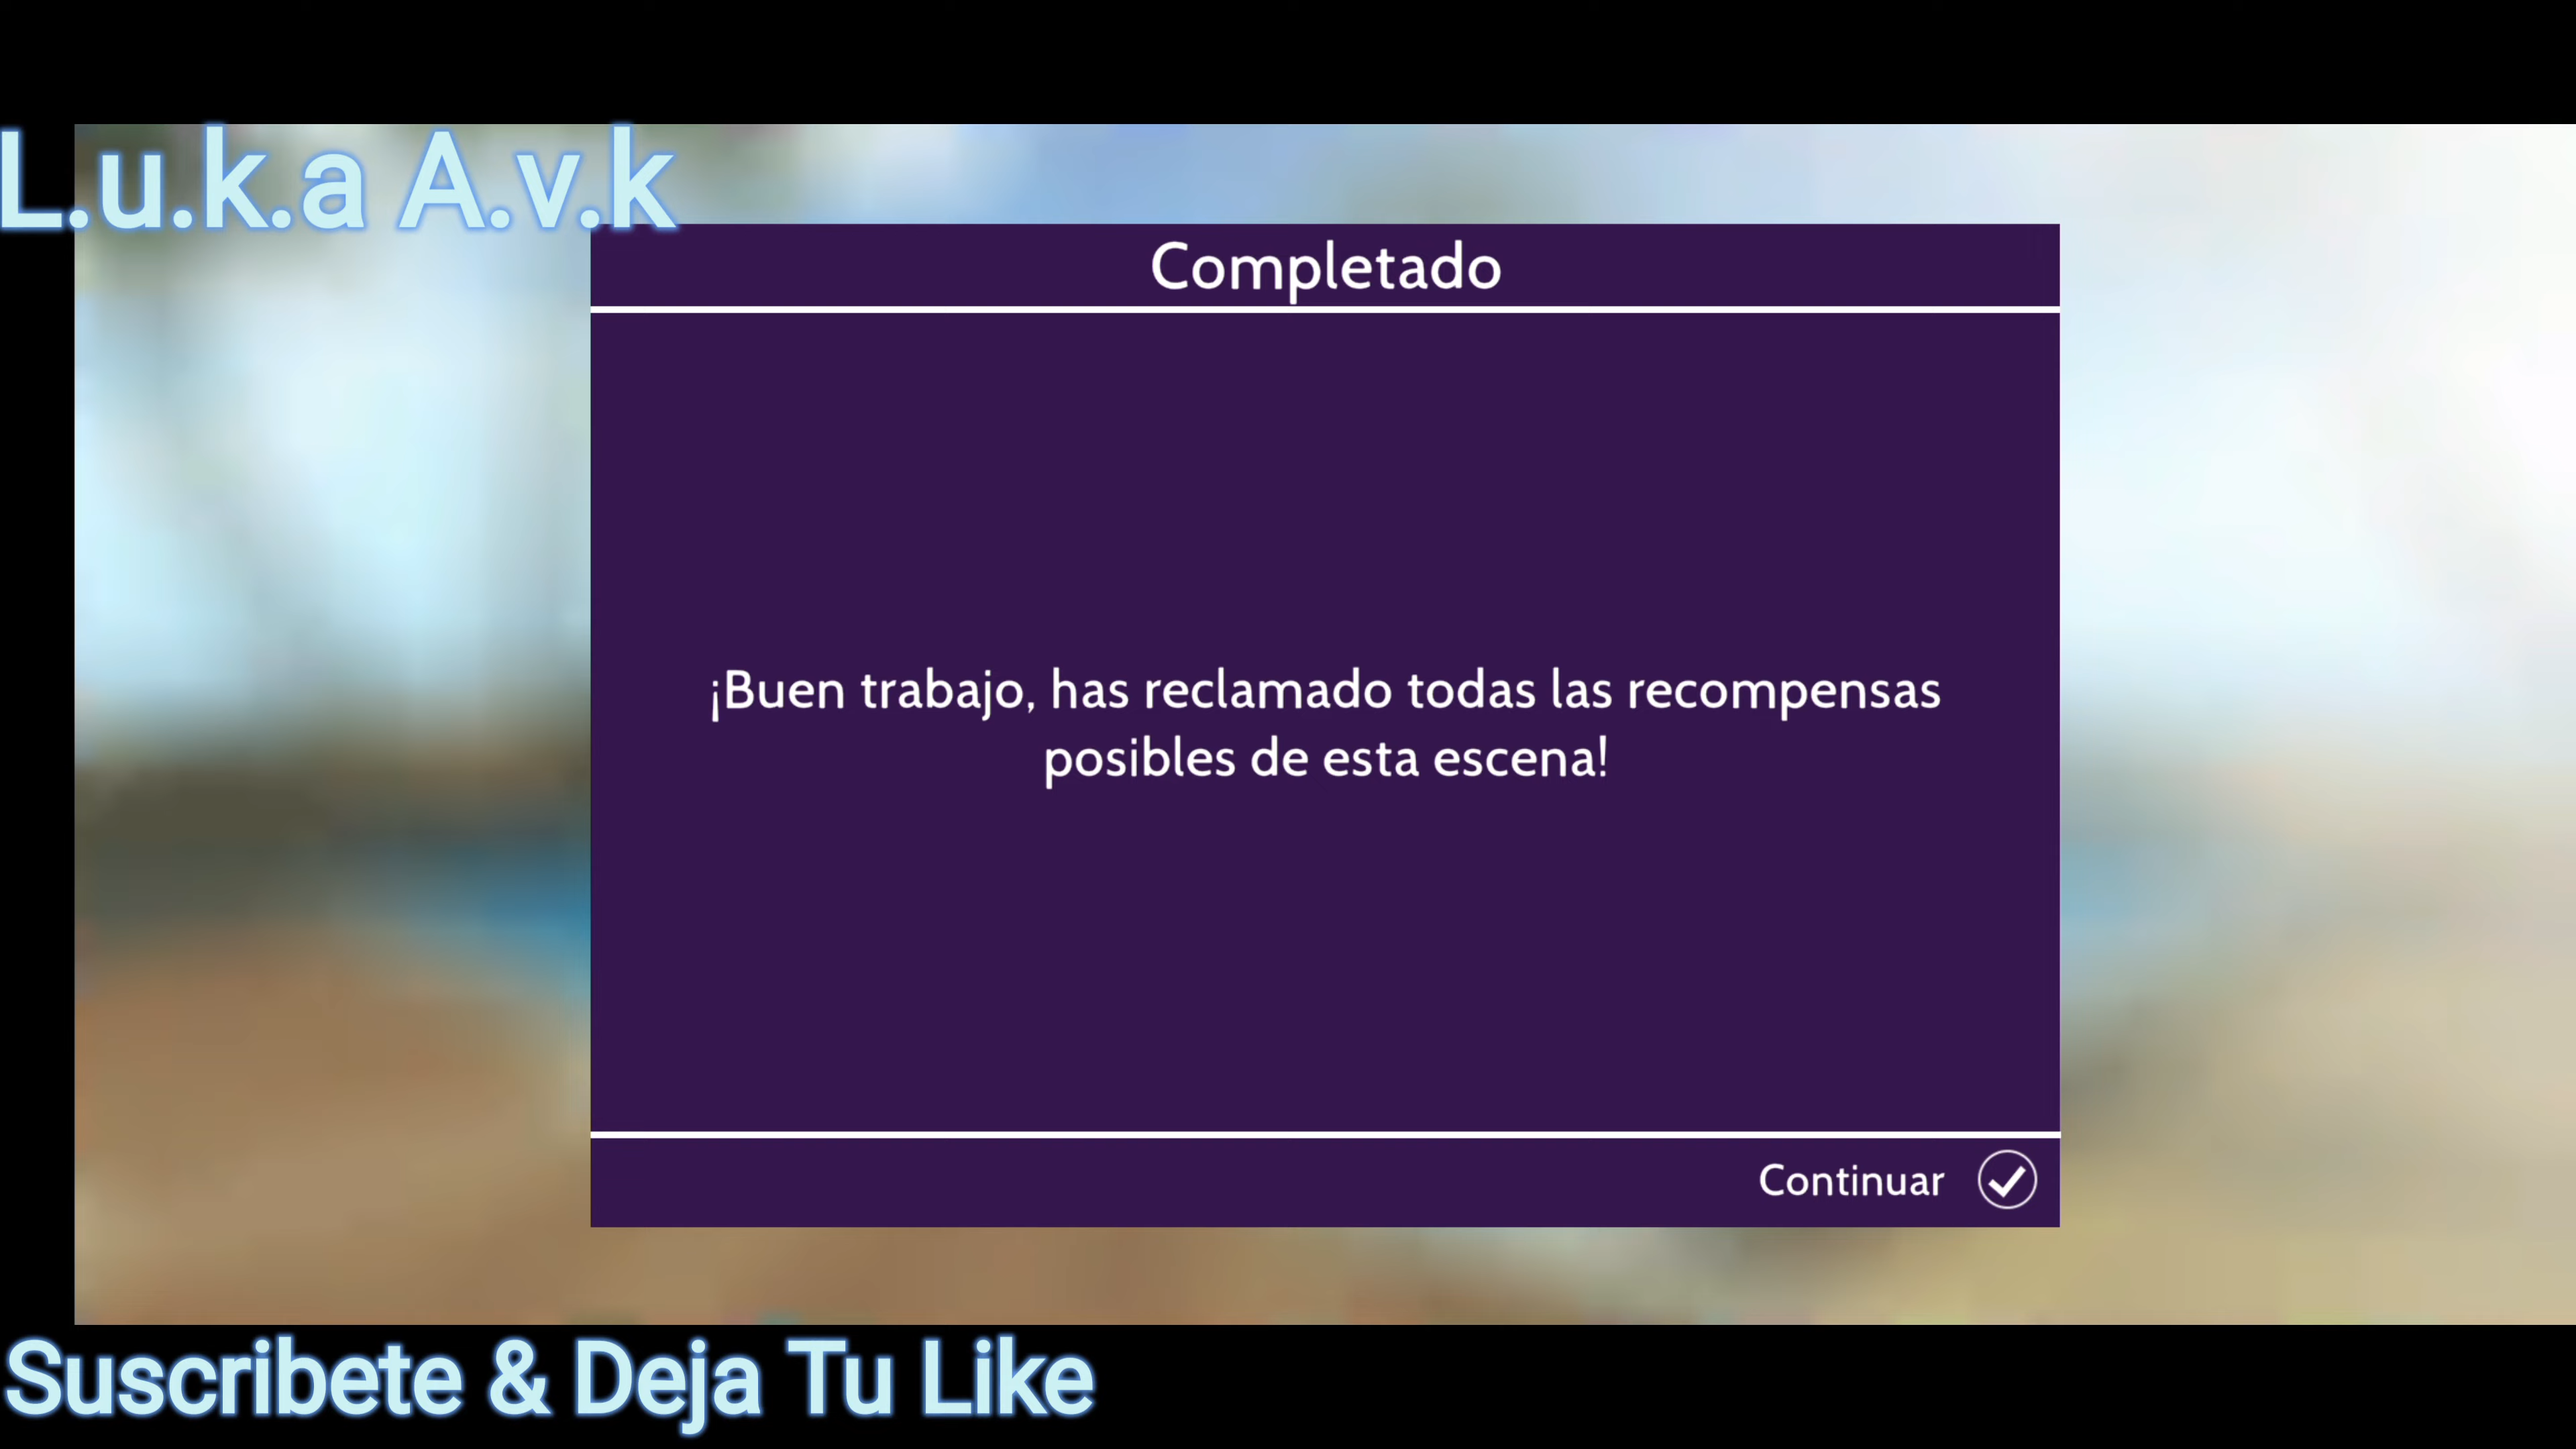 L.u.k.a A.v.k
Completado
¡Buen trabajo, has reclamado todas las recompensas
posibles de esta escena!
Continuar
Suscribete & Deja Tu Like